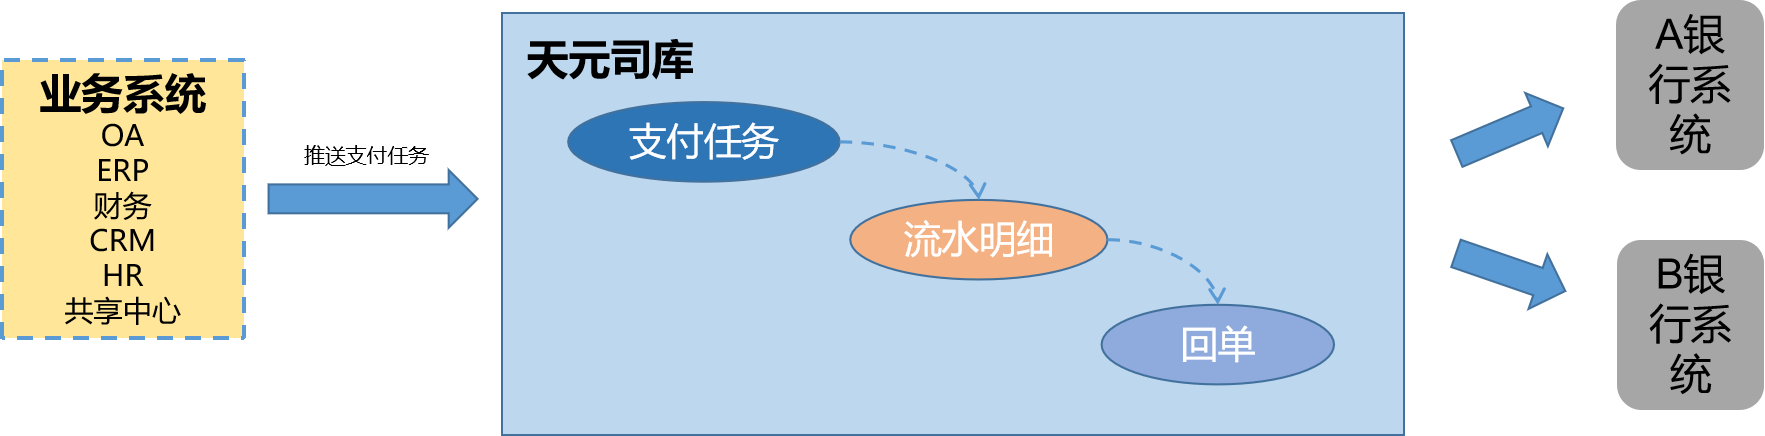 业务系统
OA
ERP
财务
CRM
HR
共享中心
推送支付任务
天元司库
支付任务
流水明细
回单
A银
行系
统
B银
行系
统